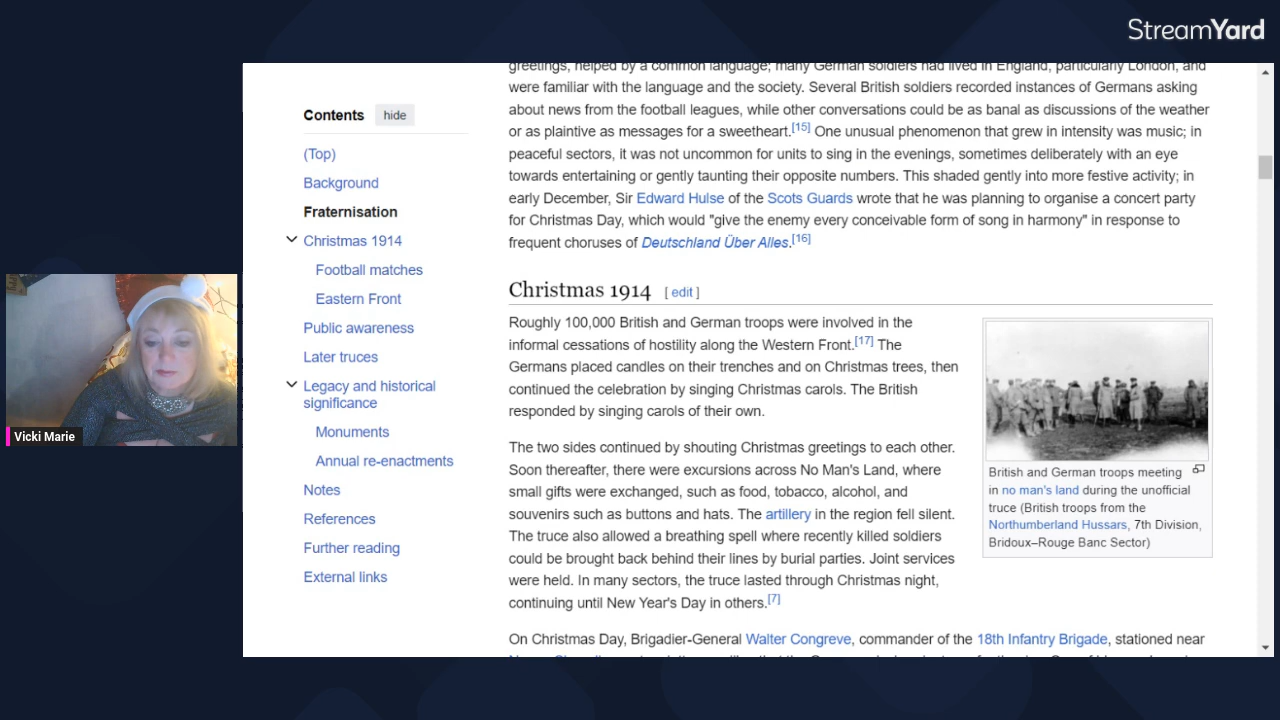 StreamYard
greetings, helped by a common language; many German soldiers had lived in England, particularly London, and
were familiar with the language and the society. Several British soldiers recorded instances of Germans asking
about news from the football leagues, while other conversations could be as banal as discussions of the weather
or as plaintive as messages for a sweetheart.[15] One unusual phenomenon that grew in intensity was music; in
peaceful sectors, it was not uncommon for units to sing in the evenings, sometimes deliberately with an eye
towards entertaining or gently taunting their opposite numbers. This shaded gently into more festive activity; in
early December, Sir Edward Hulse of the Scots Guards wrote that he was planning to organise a concert party
for Christmas Day, which would "give the enemy every conceivable form of song in harmony" in response to
frequent choruses of Deutschland Über Alles.[16]
Contents hide
(Top)
Background
Fraternisation
Christmas 1914
Football matches
Eastern Front
Public awareness
Later truces
Legacy and historical
significance
Monuments
Annual re-enactments
Notes
References
Further reading
External links
Christmas 1914 [ edit ]
Roughly 100,000 British and German troops were involved in the
informal cessations of hostility along the Western Front.[17] The
Germans placed candles on their trenches and on Christmas trees, then
continued the celebration by singing Christmas carols. The British
responded by singing carols of their own.
The two sides continued by shouting Christmas greetings to each other.
Soon thereafter, there were excursions across No Man's Land, where
small gifts were exchanged, such as food, tobacco, alcohol, and
souvenirs such as buttons and hats. The artillery in the region fell silent.
The truce also allowed a breathing spell where recently killed soldiers
could be brought back behind their lines by burial parties. Joint services
were held. In many sectors, the truce lasted through Christmas night,
continuing until New Year's Day in others.[7]
British and German troops meeting
in no man's land during the unofficial
truce (British troops from the
Northumberland Hussars, 7th Division,
Bridoux–Rouge Banc Sector)
On Christmas Day, Brigadier-General Walter Congreve, commander of the 18th Infantry Brigade, stationed near
Vicki Marie